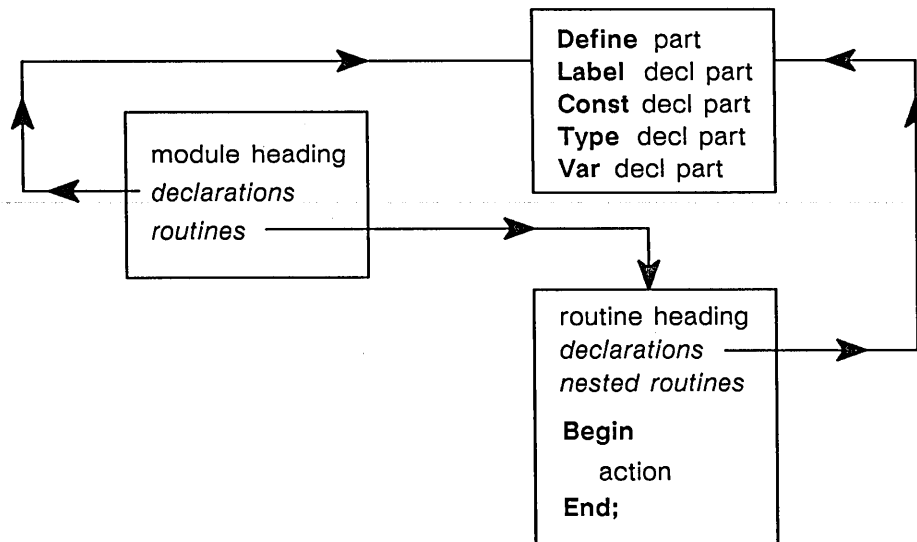 Define part
Label decl part
Const decl part
Type decl part
Var decl part
module heading
declarations
routines
routine heading
declarations
nested routines
Begin
action
End;